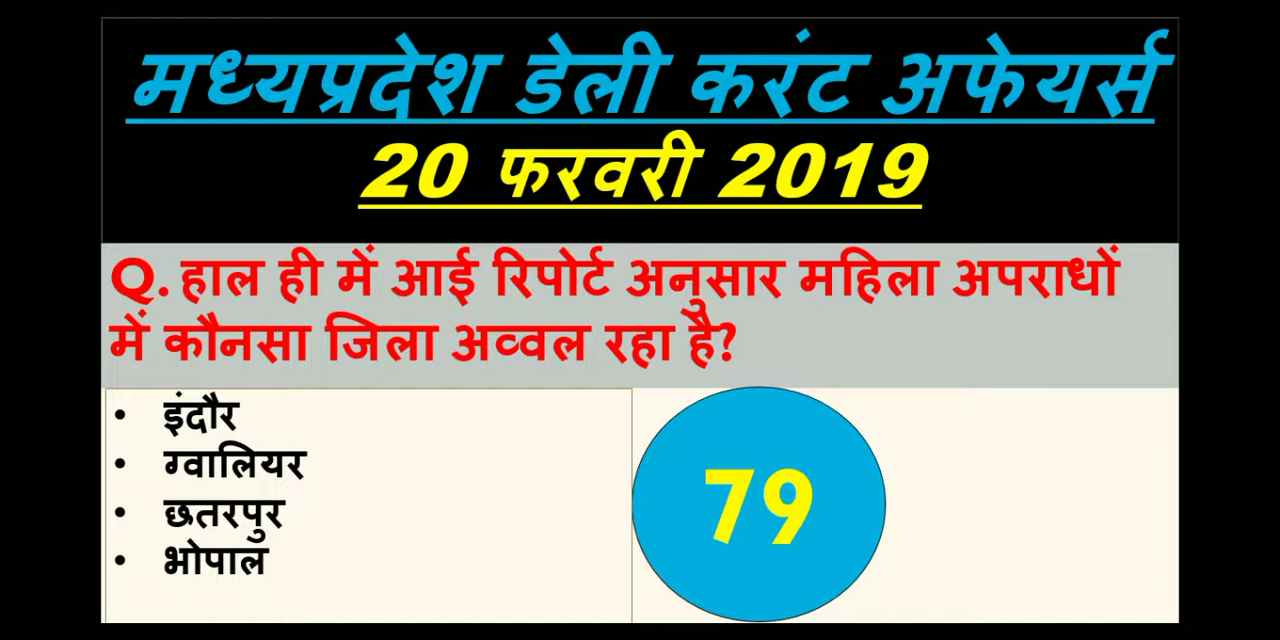 मध्यप्रदेश डेली करंट अफेयर्स
20 फरवरी 2019
Q. हाल ही में आई रिपोर्ट अनुसार महिला अपराधों
में कौनसा जिला अव्वल रहा है?
• इंदौर
• ग्वालियर
• छतरपुर
• भोपाल
79